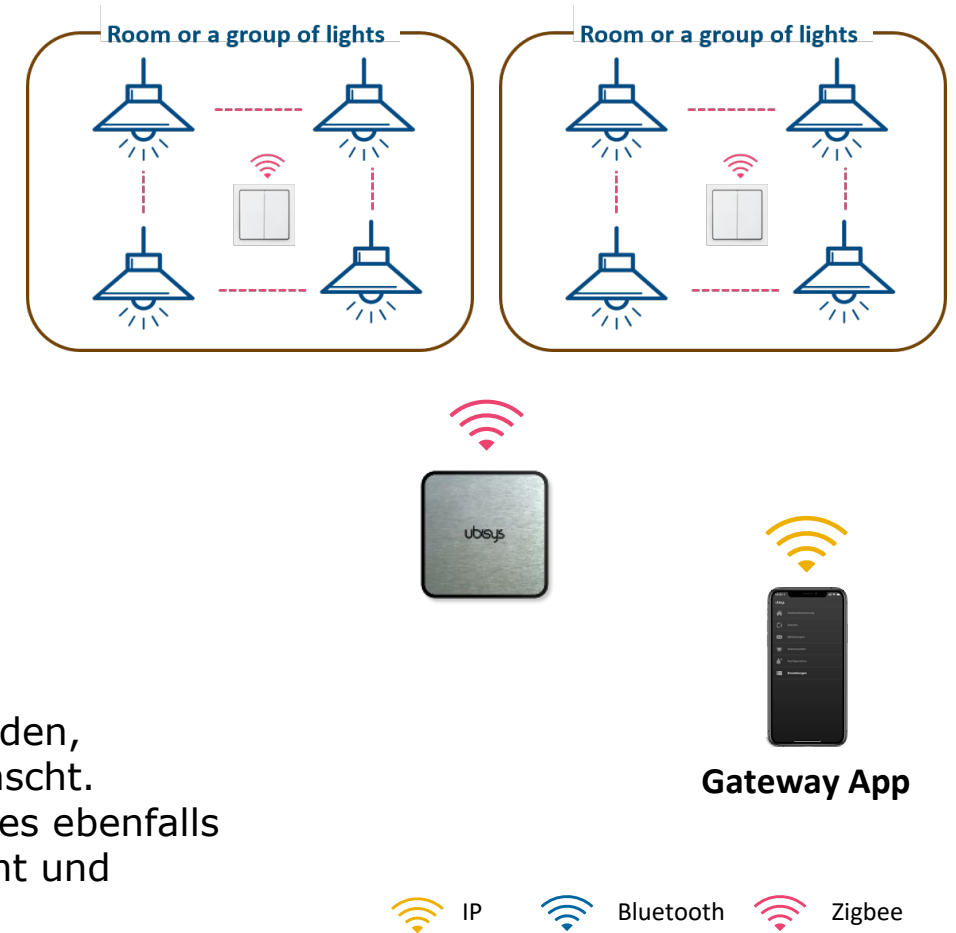 Room or a group of lights
Room or a group of lights
ubisys
den,
ascht.
es ebenfalls
nt und
Gateway App
IP
Bluetooth
Zigbee